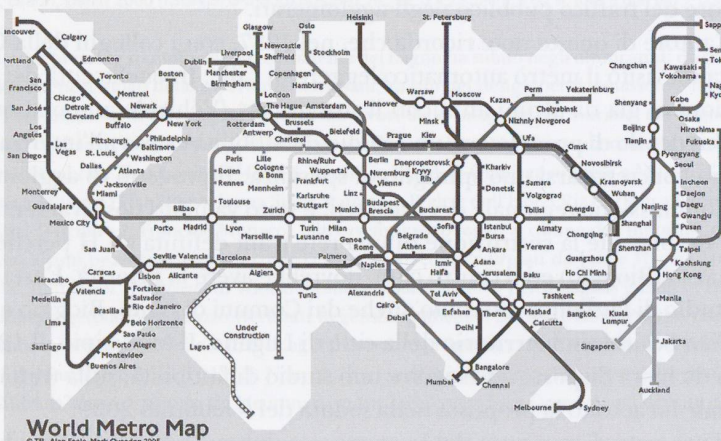 Vancouver
Calgary
Edmonton
Toronto
Montreal
Newark
Portland
San Francisco
San José
Los Angeles
San Diego
Las Vegas
Monterey
Guadalajara
Mexico City
San Juan
Chicago
Detroit
Cleveland
Buffalo
Boston
New York
Pittsburgh
St. Louis
Dallas
Philadelphia
Baltimore
Washington
Atlanta
Jacksonville
Miami
Caracas
Maracaibo
Valencia
Medellin
Lima
Santiago
Brasilia
Fortaleza
Salvador
Rio de Janeiro
Belo Horizonte
Sao Paulo
Porto Alegre
Montevideo
Buenos Aires
Glasgow
Newcastle
Sheffield
Dublin
Liverpool
Manchester
Birmingham
London
Oslo
Stockholm
Copenhagen
Hamburg
The Hague
Amsterdam
Rotterdam
Antwerp
Brussels
Charleroi
Hannover
Bielefeld
Helsinki
St. Petersburg
Warsaw
Moscow
Minsk
Kazan
Nizhniy Novgorod
Perm
Yekaterinburg
Chelyabinsk
Prague
Kiev
Ufa
Omsk
Novosibirsk
Krasnoyarsk
Wuhan
Paris
Rouen
Rennes
Toulouse
Lille
Cologne
& Bonn
Mannheim
Rhine/Ruhr
Wuppertal
Frankfurt
Karlsruhe
Stuttgart
Berlin
Nuremburg
Vienna
Linz
Budapest
Munich
Brescia
Dnepropetrovsk
Kryvy
Rih
Kharkiv
Donetsk
Samara
Volgograd
Bilbao
Porto
Madrid
Zurich
Lyon
Marseille
Turin
Milan
Lausanne
Genoa
Rome
Palmero
Naples
Bucharest
Sofia
Belgrade
Athens
Istanbul
Bursa
Ankara
Adana
Izmir
Haifa
Tel Aviv
Jerusalem
Tbilisi
Yerevan
Baku
Almaty
Chengdu
Chongqing
Guangzhou
Ho Chi Minh
Tashkent
Lisbon
Seville
Valencia
Alicante
Barcelona
Algiers
Tunis
Lagos
Under
Construction
Alexandria
Cairo
Dubai
Esfahan
Theran
Mashad
Delhi
Calcutta
Bangkok
Kuala
Lumpur
Singapore
Mumbai
Bangalore
Chennai
Melbourne
Sydney
Changchun
Shenyang
Beijing
Tianjin
Pyongyang
Seoul
Incheon
Daejon
Daegu
Gwangju
Pusan
Nanjing
Shanghai
Shenzhen
Taipei
Kaohsiung
Hong Kong
Manila
Jakarta
Auckland
Kawasaki
Yokohama
Kobe
Osaka
Hiroshima
Fukuoka
World Metro Map